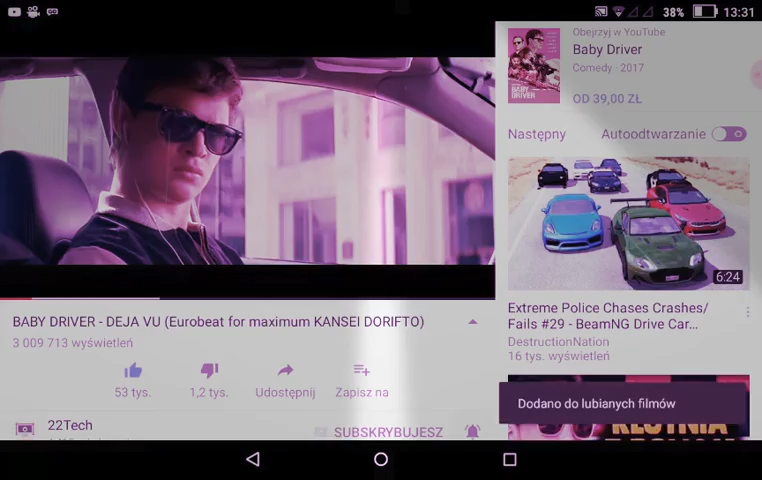 38% 13:31
Obejrzyj w YouTube
Baby Driver
Comedy · 2017
BABY DRIVER
OD 39,00 ZŁ
Następny Autoodtwarzanie
6:24
BABY DRIVER - DEJA VU (Eurobeat for maximum KANSEI DORIFTO)
3 009 713 wyświetleń
53 tys. 1,2 tys. Udostępnij Zapisz na
22Tech
SUBSKRYBUJESZ
Extreme Police Chases Crashes/
Fails #29 - BeamNG Drive Car...
DestructionNation
16 tys. wyświetleń
Dodano do lubianych filmów